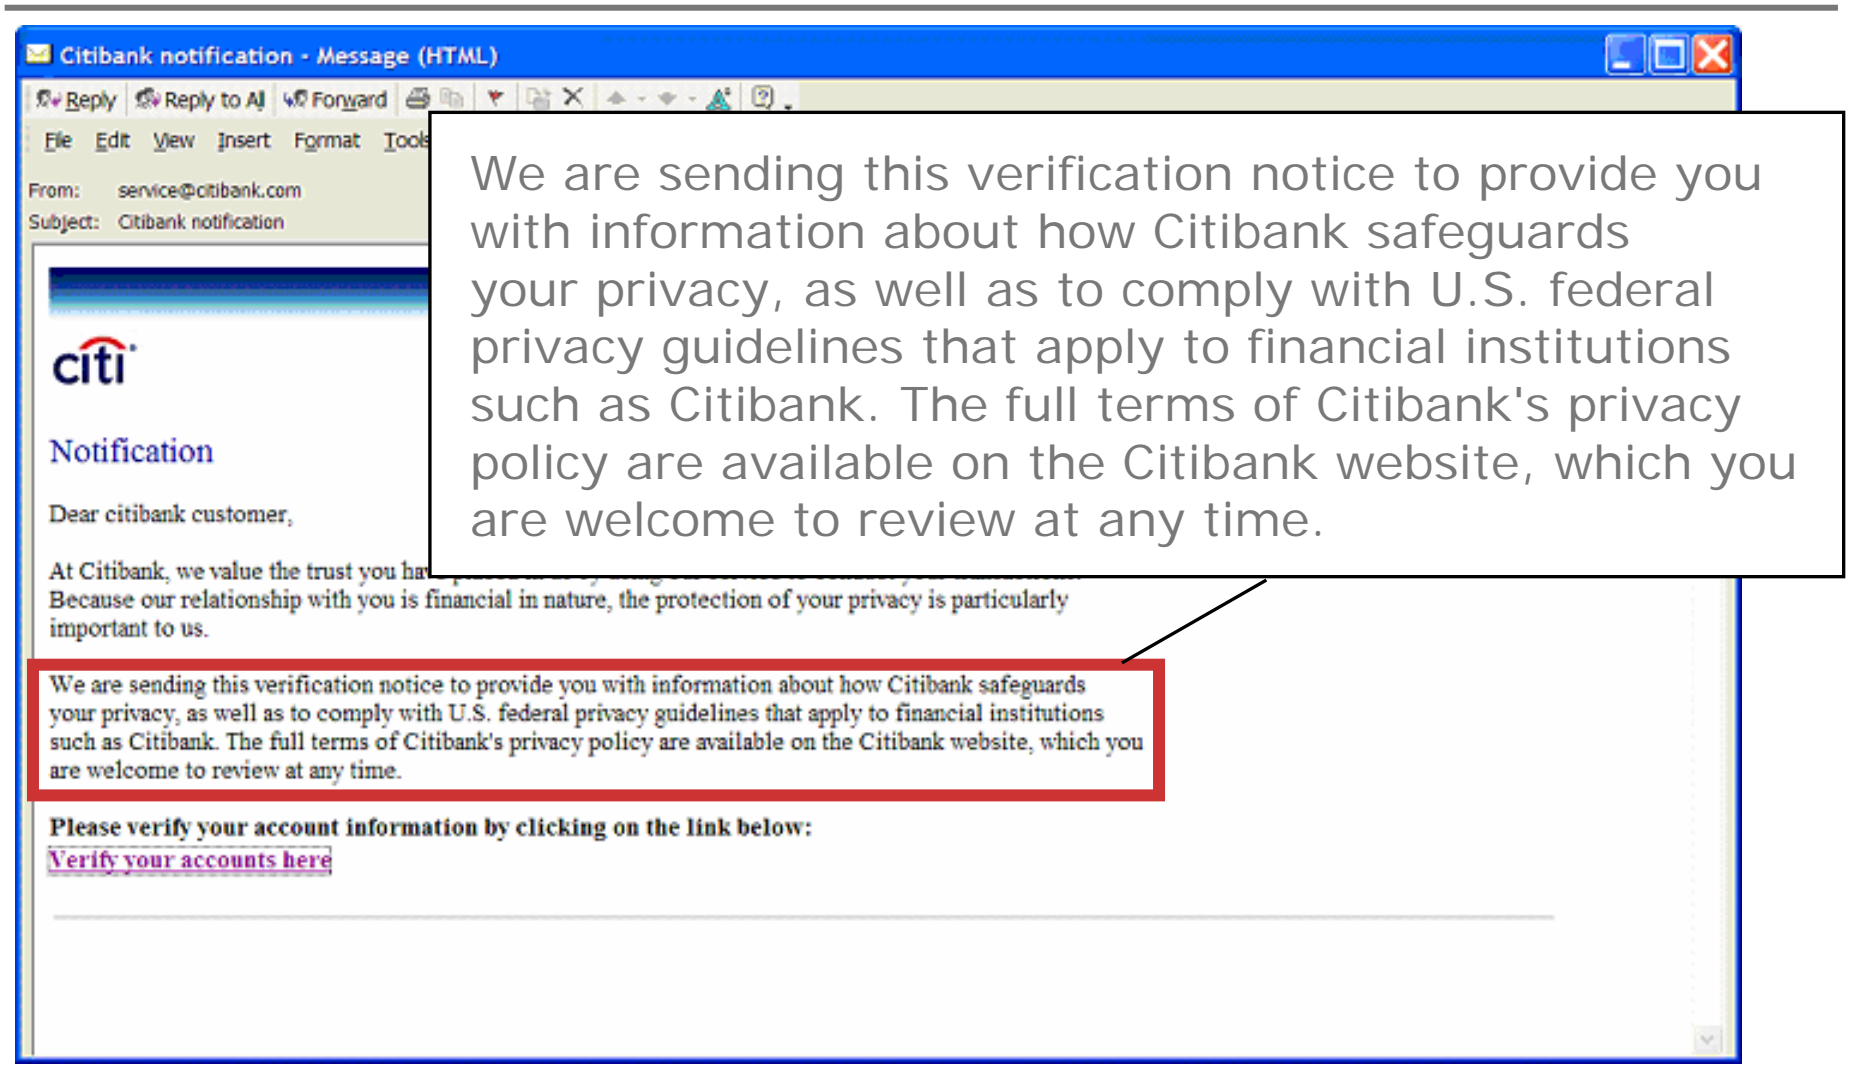 Citibank notification - Message (HTML)
Reply Reply to All Forward
File Edit View Insert Format Tools
From: service@citibank.com
Subject: Citibank notification
We are sending this verification notice to provide you
with information about how Citibank safeguards
your privacy, as well as to comply with U.S. federal
privacy guidelines that apply to financial institutions
such as Citibank. The full terms of Citibank's privacy
policy are available on the Citibank website, which you
are welcome to review at any time.
citi
Notification
Dear citibank customer,
At Citibank, we value the trust you
Because our relationship with you is financial in nature, the protection of your privacy is particularly
important to us.
We are sending this verification notice to provide you with information about how Citibank safeguards
your privacy, as well as to comply with U.S. federal privacy guidelines that apply to financial institutions
such as Citibank. The full terms of Citibank's privacy policy are available on the Citibank website, which you
are welcome to review at any time.
Please verify your account information by clicking on the link below:
Verify your accounts here